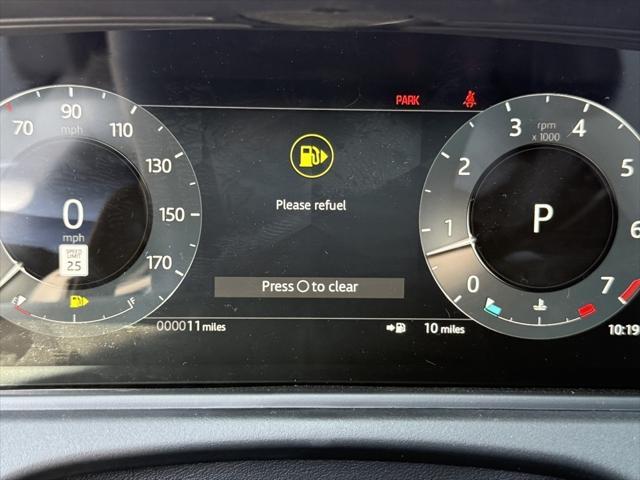 70 90 110 130 150 170
mph
0
mph
SPEED LIMIT
25
E F
PARK
Please refuel
Press O to clear
000011 miles
10 miles
0 1 2 3 4 5 6 7
rpm
x 1000
P
10:19